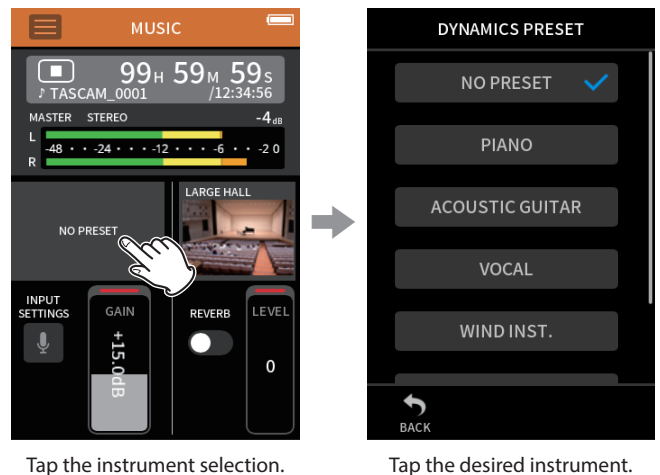 MUSIC
99H 59M 59S
♪ TASCAM_0001 /12:34:56
MASTER STEREO -4dB
L
-48 · · -24 · · · -12 · · · -6 · · -2 0
R
NO PRESET
LARGE HALL
INPUT
SETTINGS
GAIN
+15.0dB
REVERB
LEVEL
0
Tap the instrument selection.
DYNAMICS PRESET
NO PRESET
PIANO
ACOUSTIC GUITAR
VOCAL
WIND INST.
BACK
Tap the desired instrument.